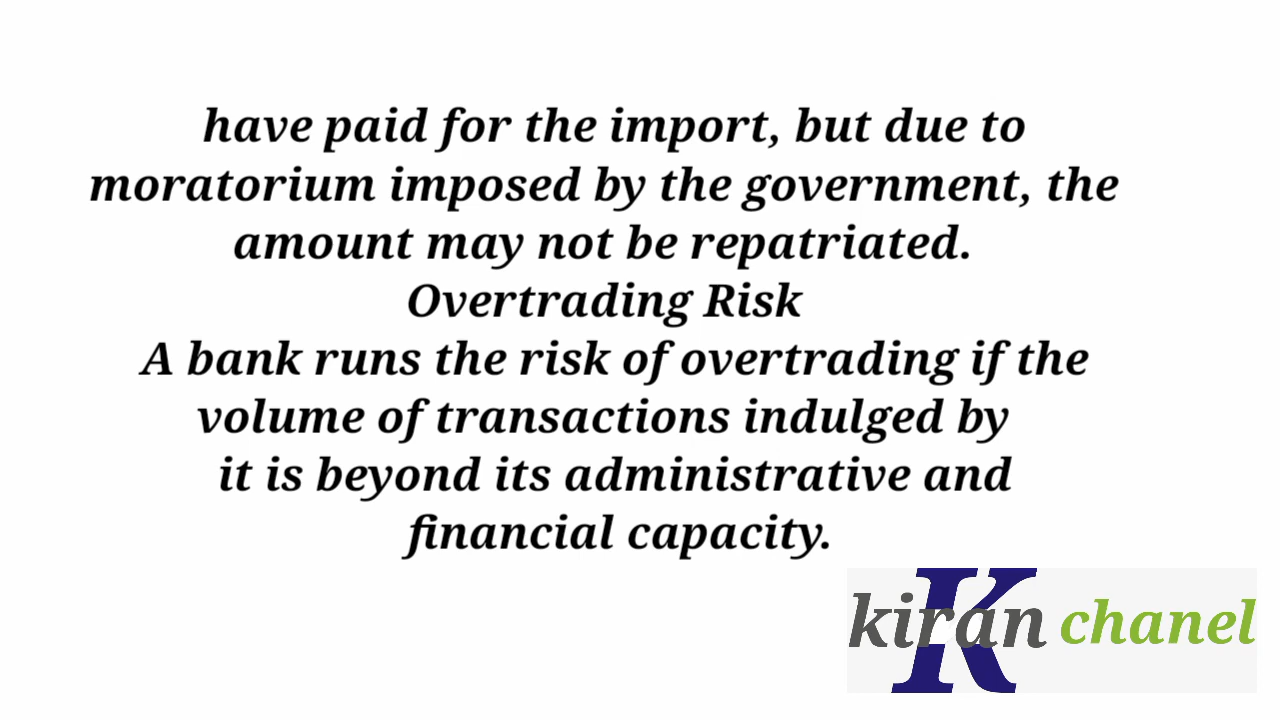 have paid for the import, but due to
moratorium imposed by the government, the
amount may not be repatriated.
Overtrading Risk
A bank runs the risk of overtrading if the
volume of transactions indulged by
it is beyond its administrative and
financial capacity.
K
kiran chanel